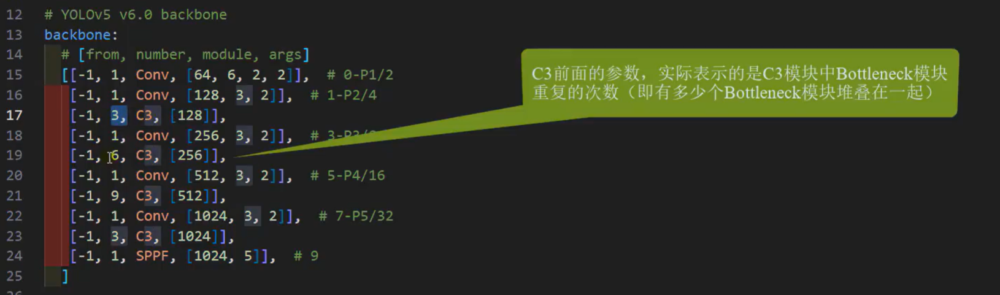 12 # YOLOv5 v6.0 backbone
13 backbone:
14 # [from, number, module, args]
15 [[-1, 1, Conv, [64, 6, 2, 2]], # 0-P1/2
16 [-1, 1, Conv, [128, 3, 2]], # 1-P2/4
17 [-1, 3, C3, [128]],
18 [-1, 1, Conv, [256, 3, 2]], # 3-P3/8
19 [-1, 6, C3, [256]],
20 [-1, 1, Conv, [512, 3, 2]], # 5-P4/16
21 [-1, 9, C3, [512]],
22 [-1, 1, Conv, [1024, 3, 2]], # 7-P5/32
23 [-1, 3, C3, [1024]],
24 [-1, 1, SPPF, [1024, 5]], # 9
25 ]
C3前面的参数，实际表示的是C3模块中Bottleneck模块
重复的次数（即有多少个Bottleneck模块堆叠在一起）